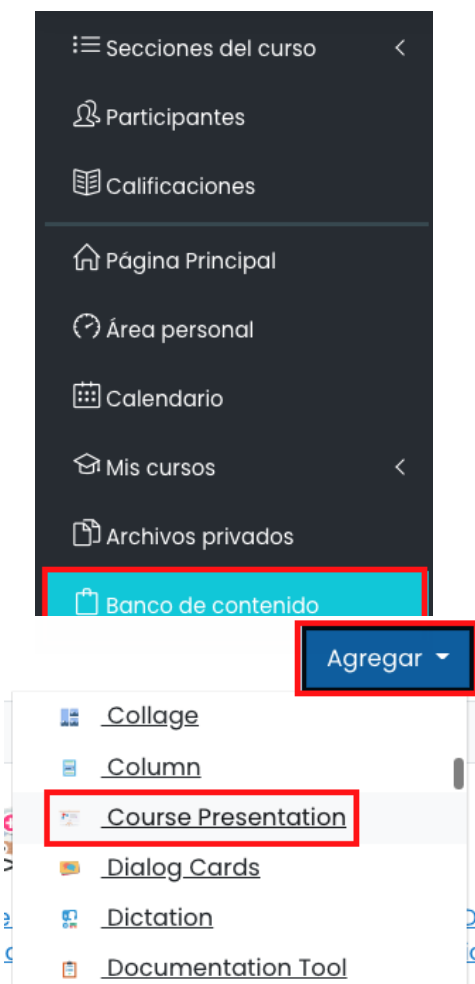 Secciones del curso
Participantes
Calificaciones
Página Principal
Área personal
Calendario
Mis cursos
Archivos privados
Banco de contenido
Agregar
Collage
Column
Course Presentation
Dialog Cards
Dictation
Documentation Tool